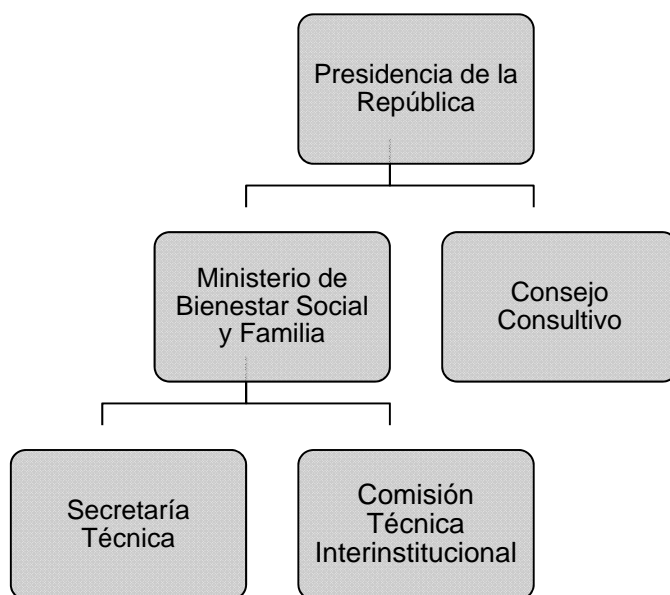 Presidencia de la
República
Ministerio de
Bienestar Social
y Familia
Consejo
Consultivo
Secretaría
Técnica
Comisión
Técnica
Interinstitucional